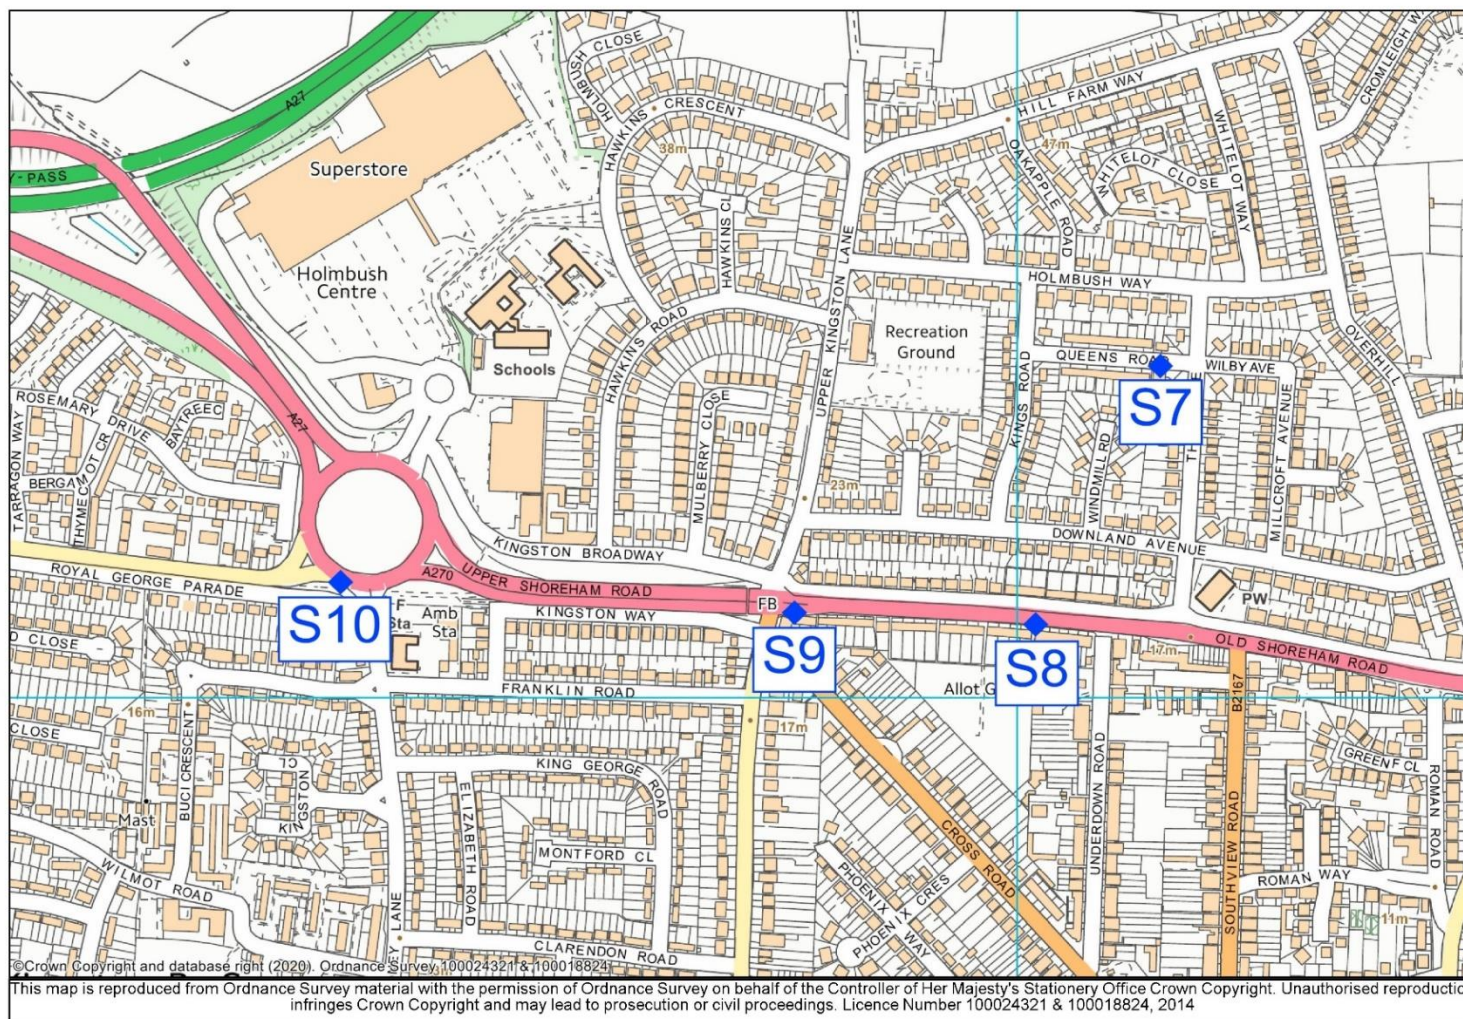 HOLMBUSH CLOSE
A27
HAWKINS CRESCENT
HILL FARM WAY
CROMLEIGH WA
Y-PASS
Superstore
38m
47m
OAKAPPLE ROAD
WHITELOT CLOSE
WHITELOT WAY
HAWKINS CL
UPPER KINGSTON LANE
Holmbush
Centre
HOLMBUSH WAY
HAWKINS ROAD
HAWKINS ROAD
Recreation
Ground
OVERHILL
QUEENS ROAD
WILBY AVE
KINGS ROAD
Schools
S7
ROSEMARY DRIVE
BAYTREE C
A27
MULBERRY CLOSE
MILLCROFT AVENUE
WINDMILL RD
TH
TARRAGON WAY
BERGAMOT CR
THYME C
23m
DOWNLAND AVENUE
KINGSTON BROADWAY
ROYAL GEORGE PARADE
A270
UPPER SHOREHAM ROAD
FB
PW
KINGSTON WAY
F
Sta
Amb
Sta
S10
S9
S8
17m
OLD SHOREHAM ROAD
D CLOSE
FRANKLIN ROAD
Allot G
B2167
16m
CLOSE
17m
BUCI CRESCENT
KINGSTON CL
KING GEORGE ROAD
GREENF CL
ROMAN ROAD
Mast
ELIZABETH ROAD
UNDERDOWN ROAD
SOUTHVIEW ROAD
CROSS ROAD
MONTFORD CL
WILMOT ROAD
PHOENIX CRES
PHOENIX WAY
ROMAN WAY
11m
EY LANE
CLARENDON ROAD
©Crown Copyright and database right (2020). Ordnance Survey 100024321 & 100018824
This map is reproduced from Ordnance Survey material with the permission of Ordnance Survey on behalf of the Controller of Her Majesty's Stationery Office Crown Copyright. Unauthorised reproductio
infringes Crown Copyright and may lead to prosecution or civil proceedings. Licence Number 100024321 & 100018824, 2014